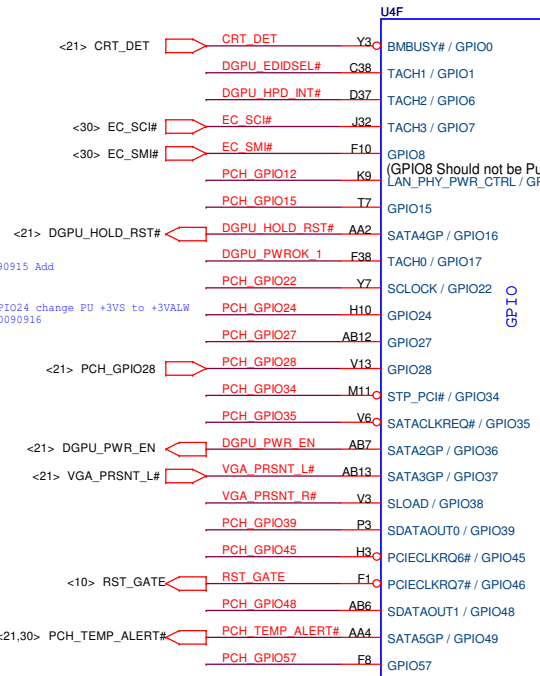 U4F
<21> CRT_DET CRT_DET Y3 BMBUSY# / GPIO0
DGPU_EDIDSEL# C38 TACH1 / GPIO1
DGPU_HPD_INT# D37 TACH2 / GPIO6
<30> EC_SCI# EC_SCI# J32 TACH3 / GPIO7
<30> EC_SMI# EC_SMI# F10 GPIO8
(GPIO8 Should not be Pu
PCH_GPIO12 K9 LAN_PHY_PWR_CTRL / GP
PCH_GPIO15 T7 GPIO15
<21> DGPU_HOLD_RST# DGPU_HOLD_RST# AA2 SATA4GP / GPIO16
DGPU_PWROK_1 F38 TACH0 / GPIO17
90915 Add
PCH_GPIO22 Y7 SCLOCK / GPIO22
GPIO
PIO24 change PU +3VS to +3VALW
PCH_GPIO24 H10 GPIO24
0090916
PCH_GPIO27 AB12 GPIO27
<21> PCH_GPIO28 PCH_GPIO28 V13 GPIO28
PCH_GPIO34 M11 STP_PCI# / GPIO34
PCH_GPIO35 V6 SATACLKREQ# / GPIO35
<21> DGPU_PWR_EN DGPU_PWR_EN AB7 SATA2GP / GPIO36
<21> VGA_PRSNT_L# VGA_PRSNT_L# AB13 SATA3GP / GPIO37
VGA_PRSNT_R# V3 SLOAD / GPIO38
PCH_GPIO39 P3 SDATAOUT0 / GPIO39
PCH_GPIO45 H3 PCIECLKRQ6# / GPIO45
<10> RST_GATE RST_GATE F1 PCIECLKRQ7# / GPIO46
PCH_GPIO48 AB6 SDATAOUT1 / GPIO48
<21,30> PCH_TEMP_ALERT# PCH_TEMP_ALERT# AA4 SATA5GP / GPIO49
PCH_GPIO57 F8 GPIO57